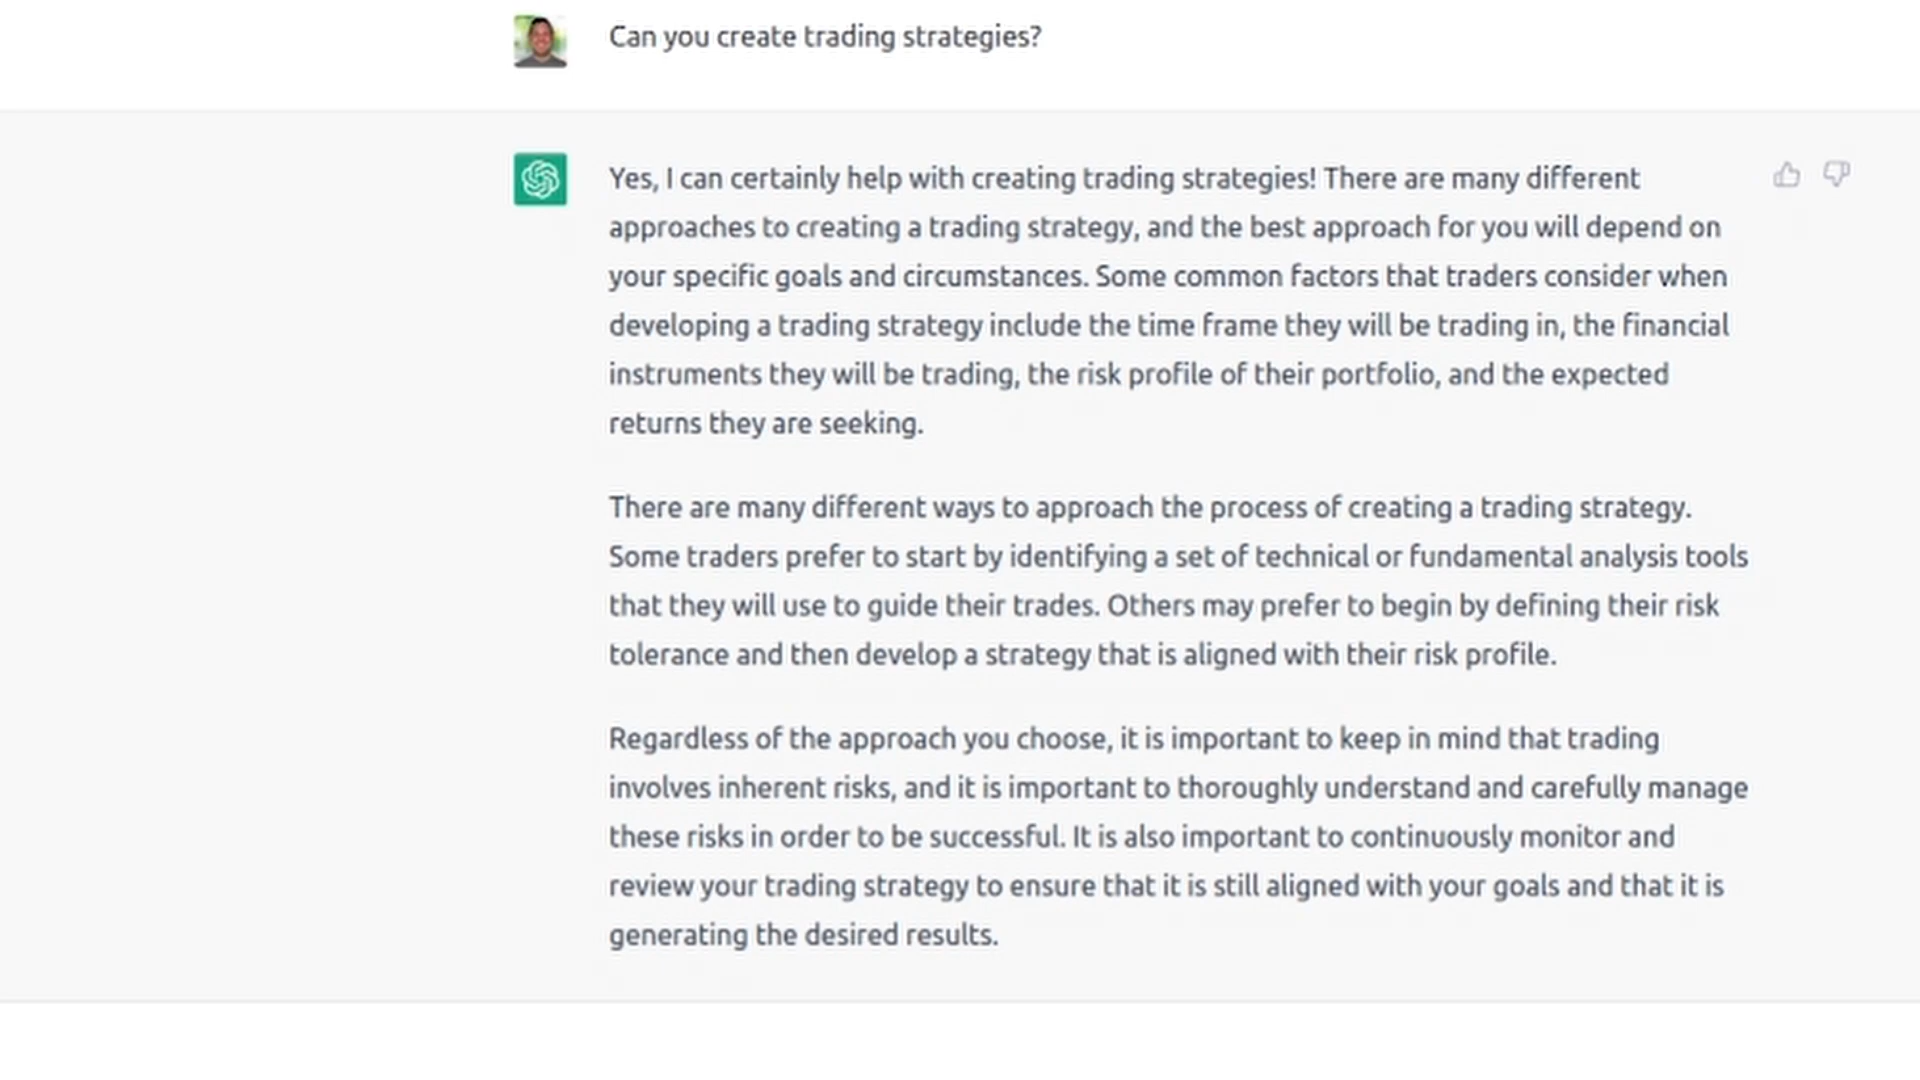 Can you create trading strategies?
Yes, I can certainly help with creating trading strategies! There are many different
approaches to creating a trading strategy, and the best approach for you will depend on
your specific goals and circumstances. Some common factors that traders consider when
developing a trading strategy include the time frame they will be trading in, the financial
instruments they will be trading, the risk profile of their portfolio, and the expected
returns they are seeking.
There are many different ways to approach the process of creating a trading strategy.
Some traders prefer to start by identifying a set of technical or fundamental analysis tools
that they will use to guide their trades. Others may prefer to begin by defining their risk
tolerance and then develop a strategy that is aligned with their risk profile.
Regardless of the approach you choose, it is important to keep in mind that trading
involves inherent risks, and it is important to thoroughly understand and carefully manage
these risks in order to be successful. It is also important to continuously monitor and
review your trading strategy to ensure that it is still aligned with your goals and that it is
generating the desired results.